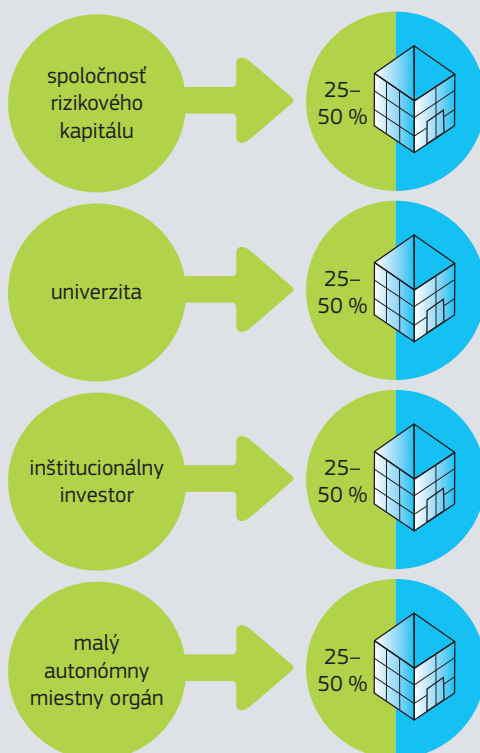 spoločnosť
rizikového
kapitálu
25–
50 %
univerzita
25–
50 %
inštitucionálny
investor
25–
50 %
malý
autonómny
miestny orgán
25–
50 %